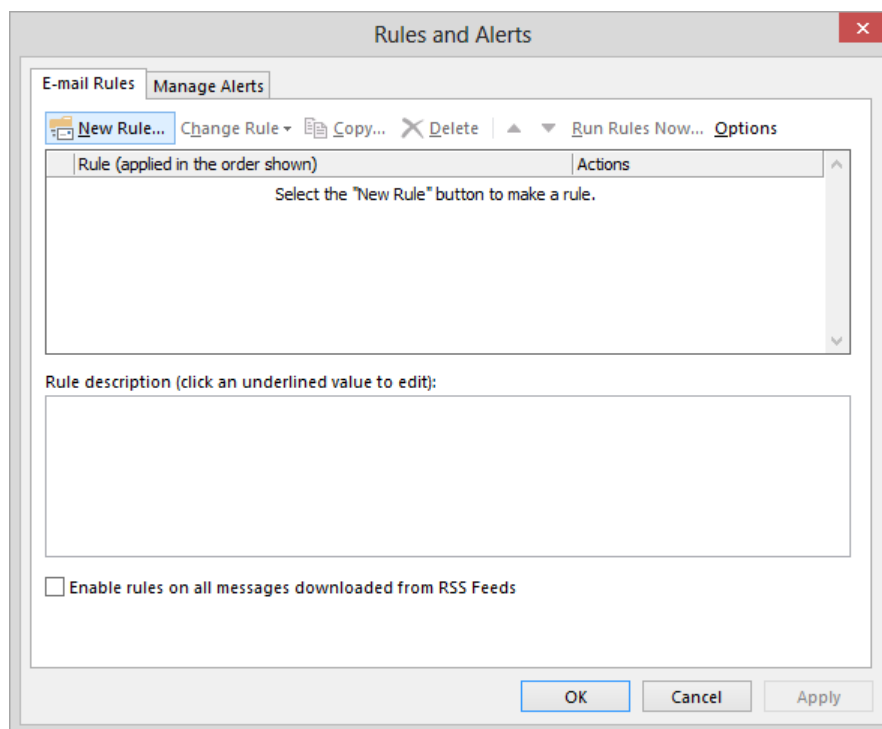 Rules and Alerts
E-mail Rules Manage Alerts
New Rule... Change Rule Copy... Delete Run Rules Now... Options
Rule (applied in the order shown) Actions
Select the "New Rule" button to make a rule.
Rule description (click an underlined value to edit):
Enable rules on all messages downloaded from RSS Feeds
OK Cancel Apply